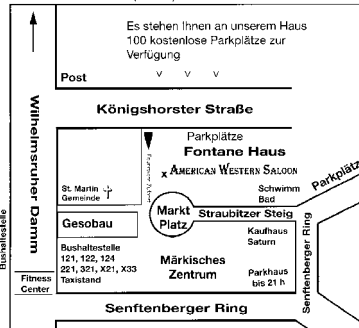 Es stehen Ihnen an unserem Haus
100 kostenlose Parkplätze zur
Verfügung
Post
Königshorster Straße
Wilhelmsruher Damm
Parkplätze
Fontane Haus
x AMERICAN WESTERN SALOON
Parkplätz
St. Martin
Gemeinde
Schwimm
Bad
Markt
Platz
Straubitzer Steig
Gesobau
Bushaltestelle
Bushaltestelle
121, 122, 124
221, 321, X21, X33
Taxistand
Märkisches
Zentrum
Kaufhaus
Saturn
Parkhaus
bis 21 h
Senftenberger Ring
Fitness
Center
Senftenberger Ring